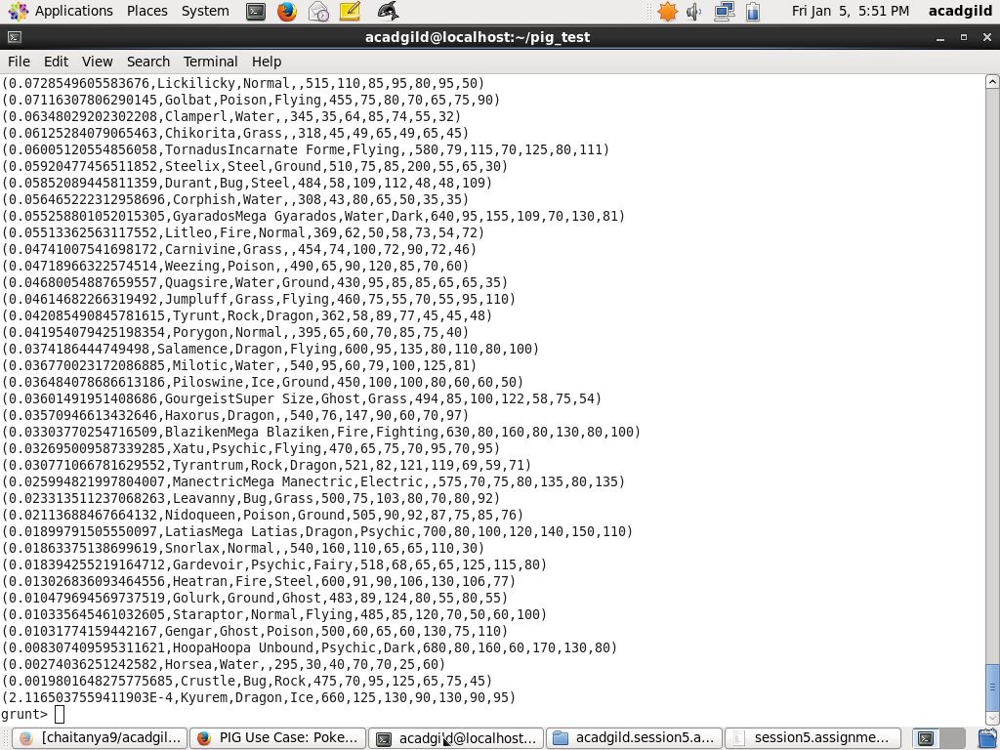 Applications Places System Fri Jan 5, 5:51 PM acadgild
acadgild@localhost:~/pig_test
File Edit View Search Terminal Help
(0.0728549605583676,Lickilicky,Normal,,515,110,85,95,80,95,50)
(0.07116307806290145,Golbat,Poison,Flying,455,75,80,70,65,75,90)
(0.06348029202302208,Clamperl,Water,,345,35,64,85,74,55,32)
(0.06125284079065463,Chikorita,Grass,,318,45,49,65,49,65,45)
(0.06005120554856058,TornadusIncarnate Forme,Flying,,580,79,115,70,125,80,111)
(0.05920477456511852,Steelix,Steel,Ground,510,75,85,200,55,65,30)
(0.05852089445811359,Durant,Bug,Steel,484,58,109,112,48,48,109)
(0.056465222312958696,Corphish,Water,,308,43,80,65,50,35,35)
(0.055258801052015305,GyaradosMega Gyarados,Water,Dark,640,95,155,109,70,130,81)
(0.05513362563117552,Litleo,Fire,Normal,369,62,50,58,73,54,72)
(0.04741007541698172,Carnivine,Grass,,454,74,100,72,90,72,46)
(0.04718966322574514,Weezing,Poison,,490,65,90,120,85,70,60)
(0.04680054887659557,Quagsire,Water,Ground,430,95,85,85,65,65,35)
(0.04614682266319492,Jumpluff,Grass,Flying,460,75,55,70,55,95,110)
(0.042085490845781615,Tyrunt,Rock,Dragon,362,58,89,77,45,45,48)
(0.041954079425198354,Porygon,Normal,,395,65,60,70,85,75,40)
(0.0374186444749498,Salamence,Dragon,Flying,600,95,135,80,110,80,100)
(0.036770023172086885,Milotic,Water,,540,95,60,79,100,125,81)
(0.036484078686613186,Piloswine,Ice,Ground,450,100,100,80,60,60,50)
(0.03601491951408686,GourgeistSuper Size,Ghost,Grass,494,85,100,122,58,75,54)
(0.03570946613432646,Haxorus,Dragon,,540,76,147,90,60,70,97)
(0.03303770254716509,BlazikenMega Blaziken,Fire,Fighting,630,80,160,80,130,80,100)
(0.032695009587339285,Xatu,Psychic,Flying,470,65,75,70,95,70,95)
(0.030771066781629552,Tyrantrum,Rock,Dragon,521,82,121,119,69,59,71)
(0.025994821997804007,ManectricMega Manectric,Electric,,575,70,75,80,135,80,135)
(0.023313511237068263,Leavanny,Bug,Grass,500,75,103,80,70,80,92)
(0.02113688467664132,Nidoqueen,Poison,Ground,505,90,92,87,75,85,76)
(0.01899791505550097,LatiasMega Latias,Dragon,Psychic,700,80,100,120,140,150,110)
(0.01863375138699619,Snorlax,Normal,,540,160,110,65,65,110,30)
(0.018394255219164712,Gardevoir,Psychic,Fairy,518,68,65,65,125,115,80)
(0.013026836093464556,Heatran,Fire,Steel,600,91,90,106,130,106,77)
(0.010479694569737519,Golurk,Ground,Ghost,483,89,124,80,55,80,55)
(0.010335645461032605,Staraptor,Normal,Flying,485,85,120,70,50,60,100)
(0.01031774159442167,Gengar,Ghost,Poison,500,60,65,60,130,75,110)
(0.008307409595311621,HoopaHoopa Unbound,Psychic,Dark,680,80,160,60,170,130,80)
(0.00274036251242582,Horsea,Water,,295,30,40,70,70,25,60)
(0.0019801648275775685,Crustle,Bug,Rock,475,70,95,125,65,75,45)
(2.1165037559411903E-4,Kyurem,Dragon,Ice,660,125,130,90,130,90,95)
grunt>
[chaitanya9/acadgil... PIG Use Case: Poke... acadgild@localhost... acadgild.session5.a... session5.assignme...